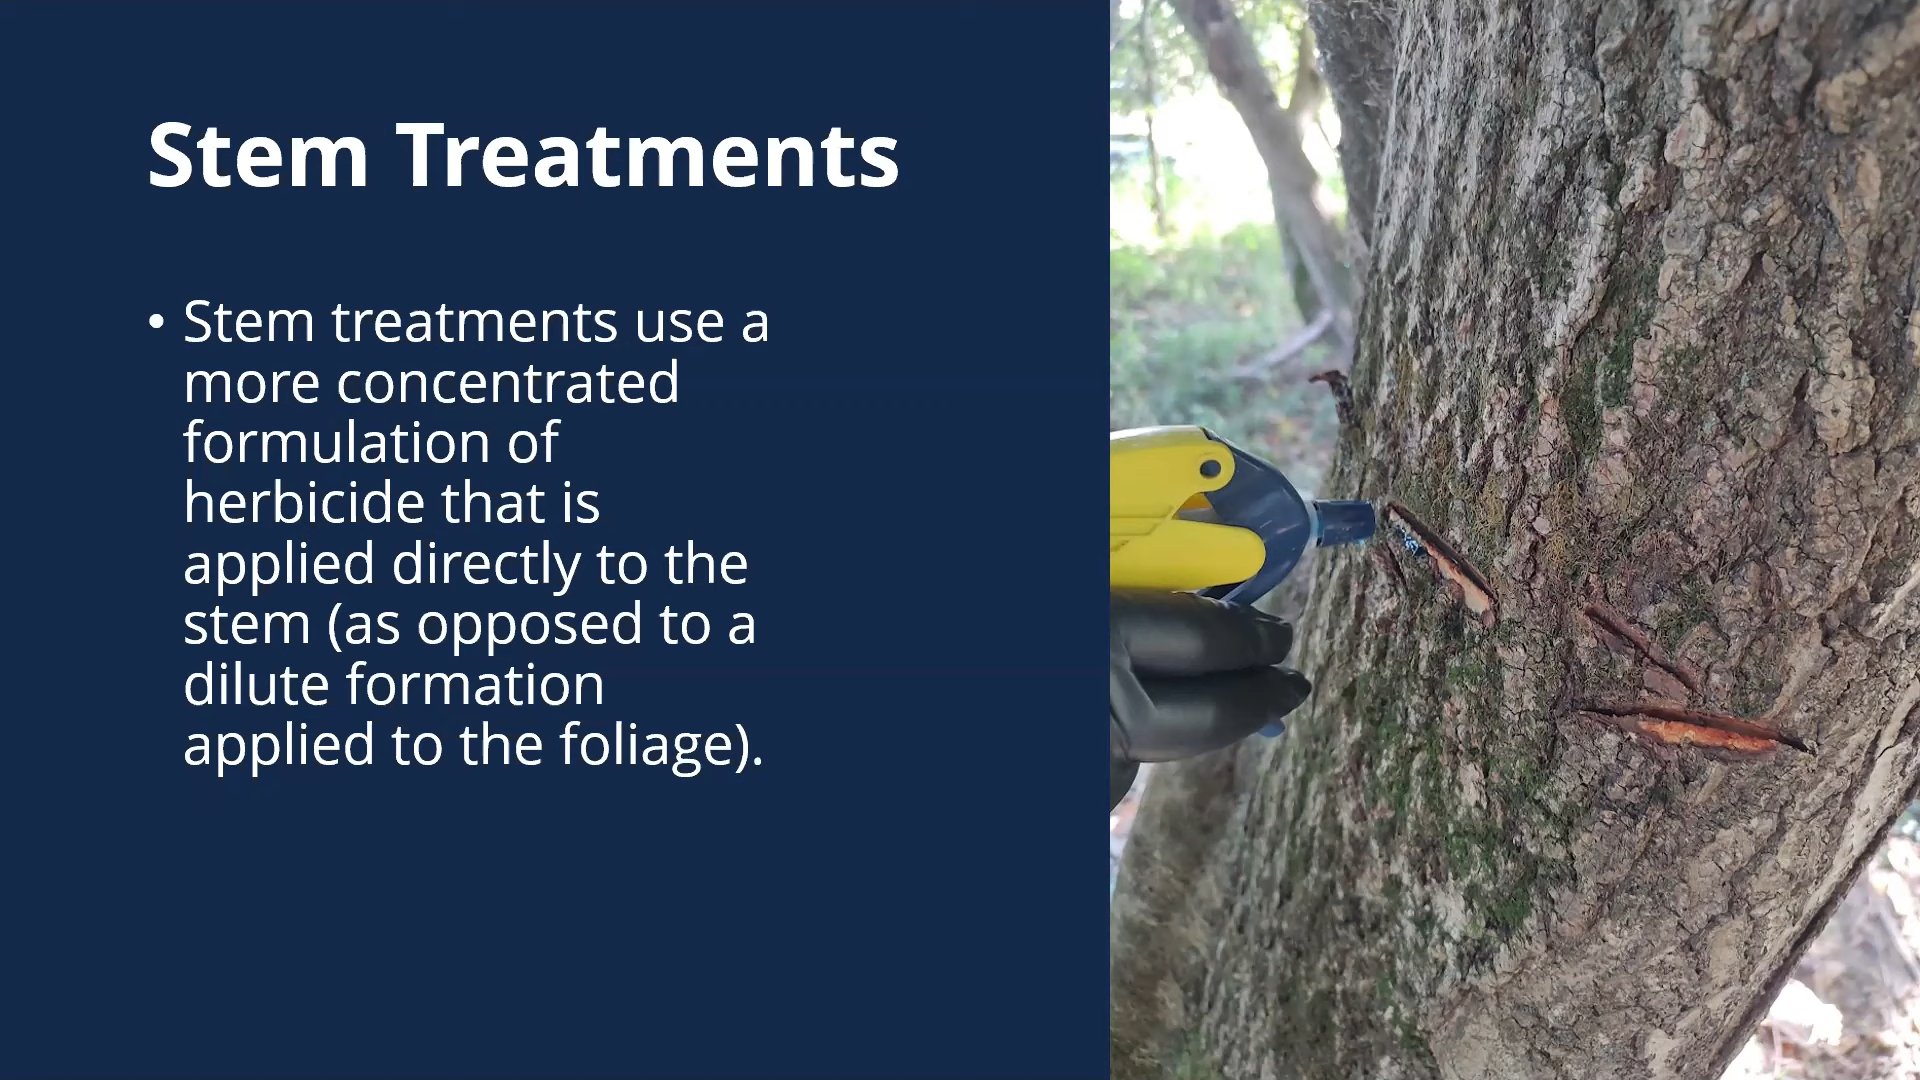 Stem Treatments
• Stem treatments use a
more concentrated
formulation of
herbicide that is
applied directly to the
stem (as opposed to a
dilute formation
applied to the foliage).